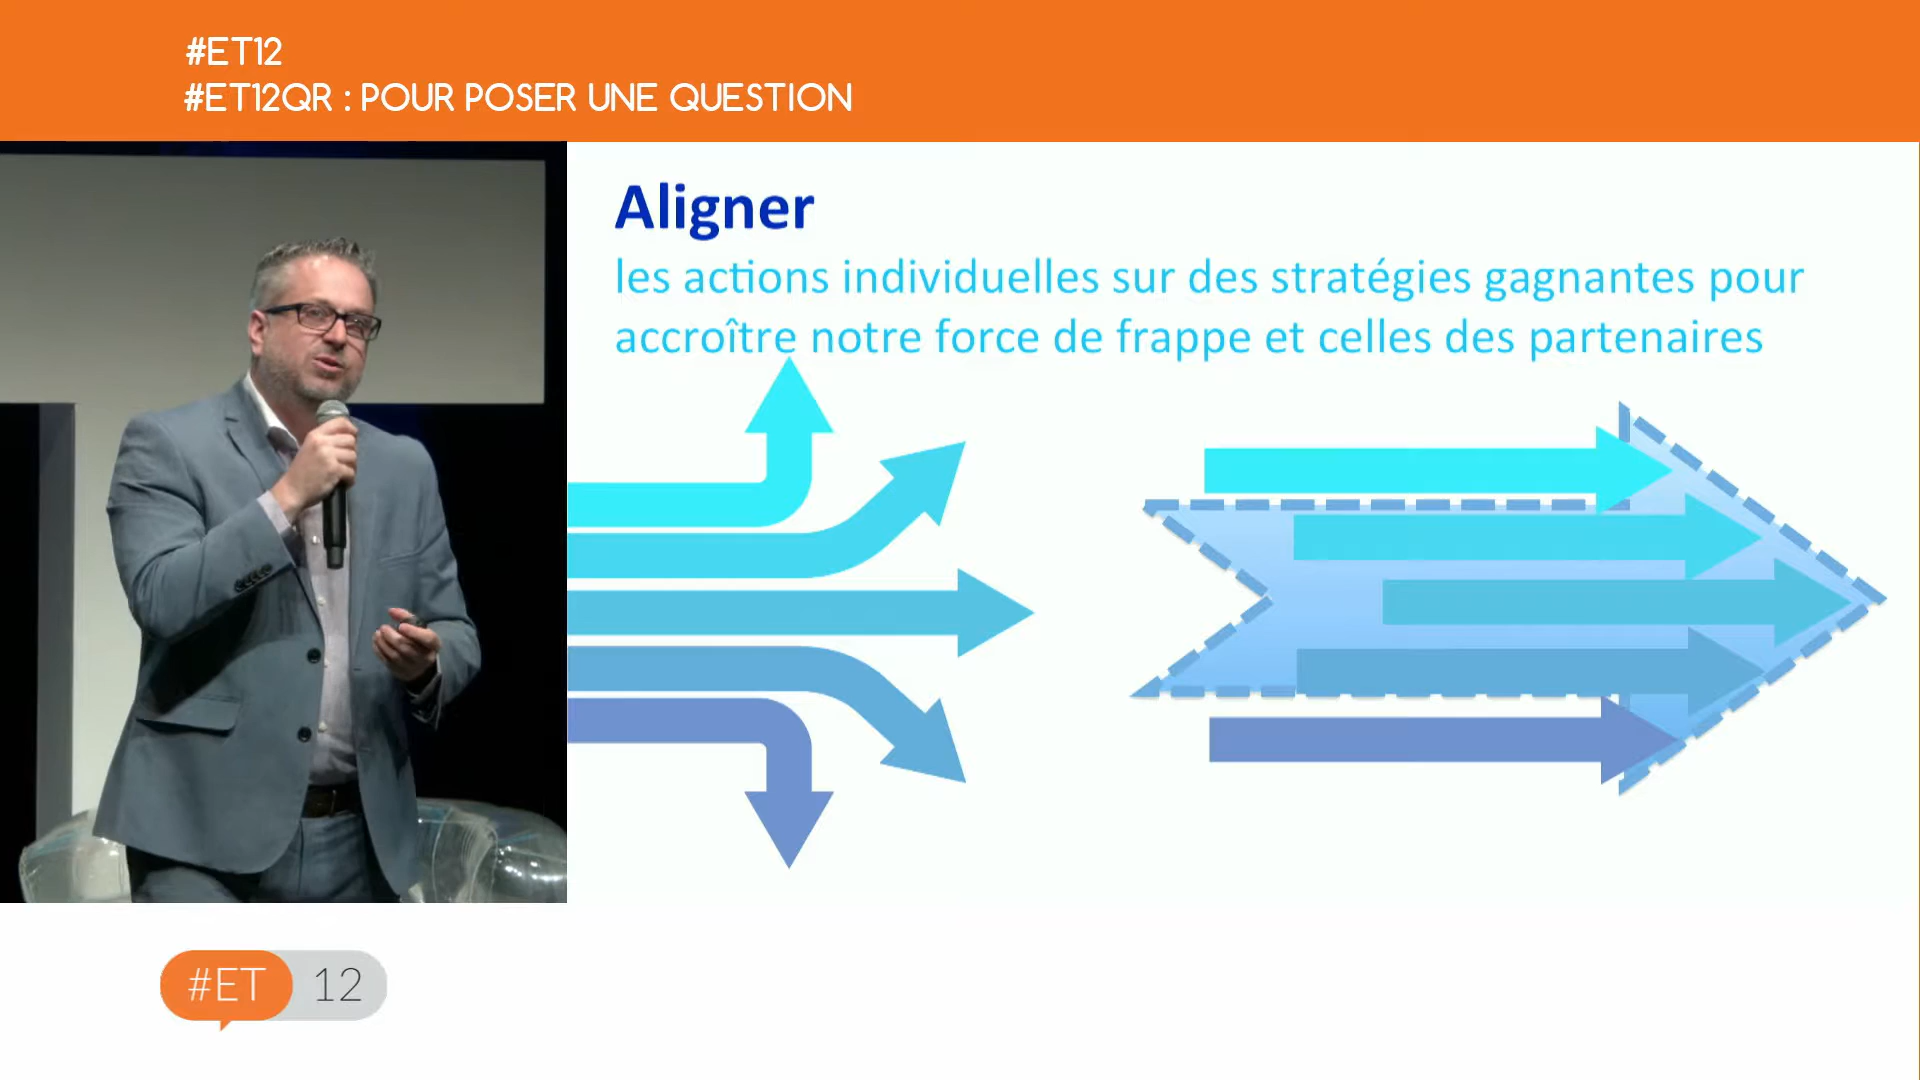 #ET12
#ET12QR : POUR POSER UNE QUESTION
Aligner
les actions individuelles sur des stratégies gagnantes pour
accroître notre force de frappe et celles des partenaires
#ET 12